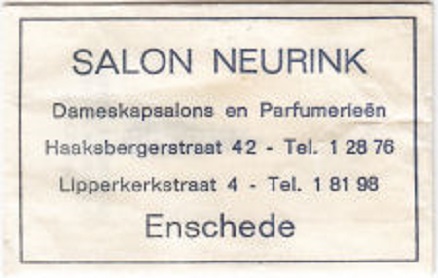 SALON NEURINK
Dameskapsalons en Parfumerieën
Haaksbergerstraat 42 - Tel. 1 28 76
Lipperkerkstraat 4 - Tel. 1 81 98
Enschede